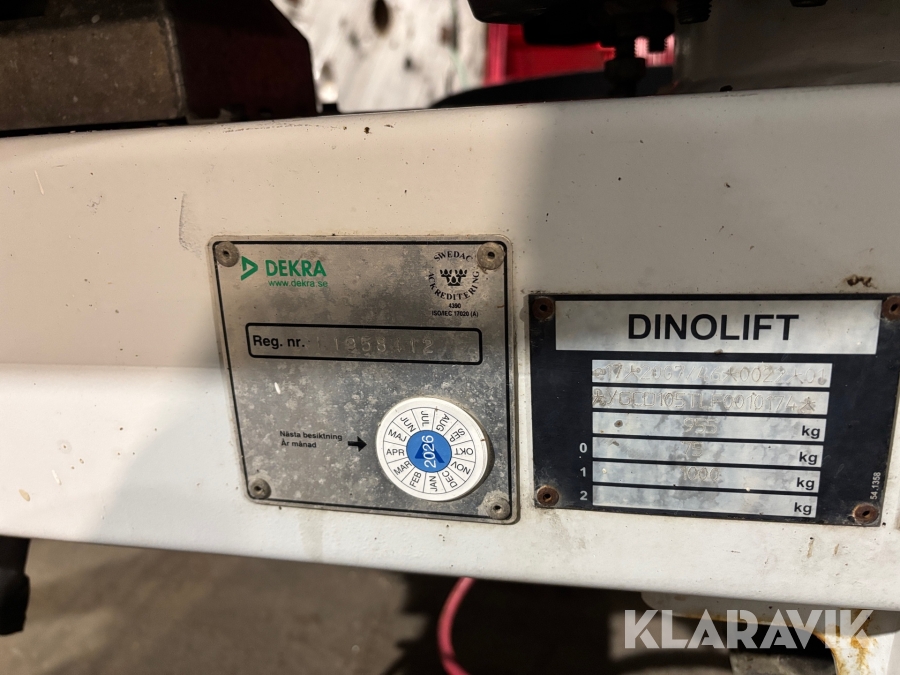 DEKRA
www.dekra.se
SWEDAC
ACKREDITERING
4390
ISO/IEC 17020 (A)
Reg. nr.
Nästa besiktning
År månad
2026
JAN
FEB
MAR
APR
MAJ
JUN
JUL
AUG
SEP
OKT
NOV
DEC
DINOLIFT
kg
0 kg
1 kg
2 kg
54.1358
KLARAVIK